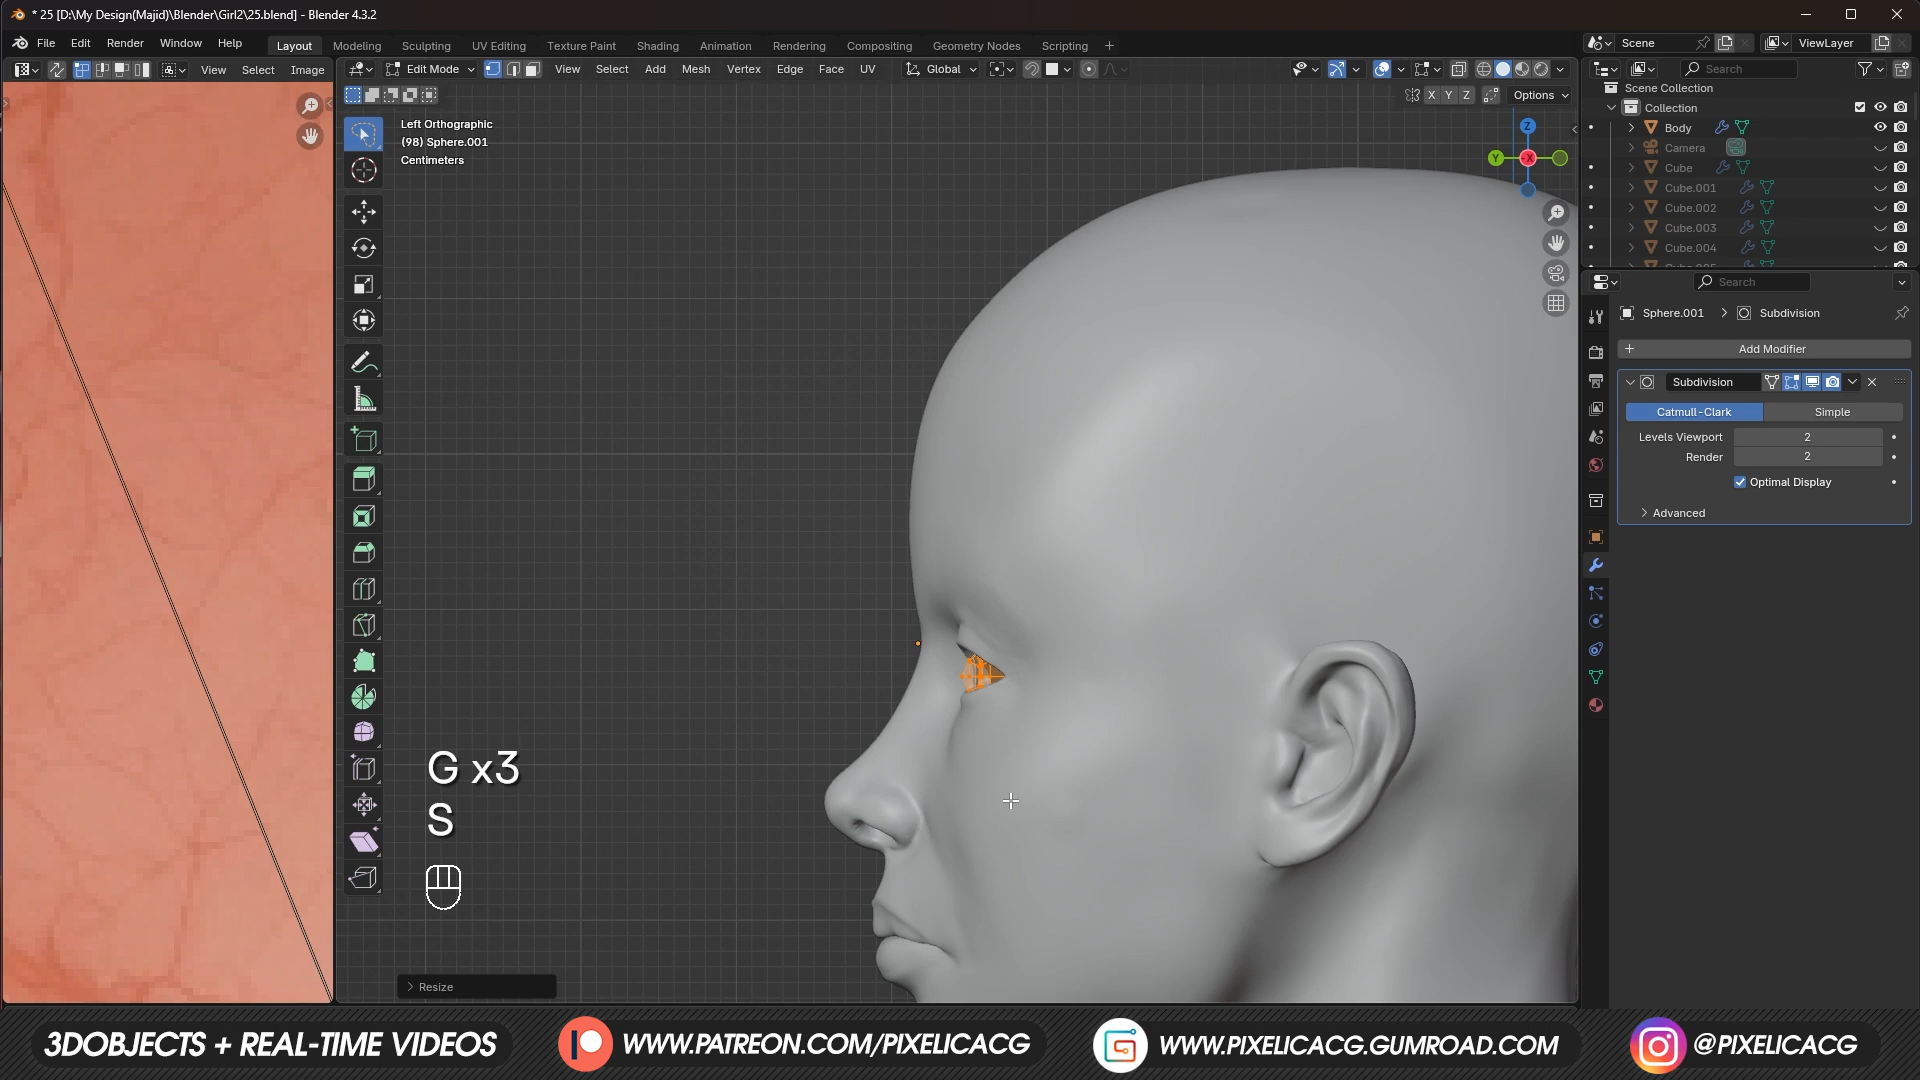 * 25 [D:\My Design(Majid)\Blender\Girl2\25.blend] - Blender 4.3.2
File Edit Render Window Help Layout Modeling Sculpting UV Editing Texture Paint Shading Animation Rendering Compositing Geometry Nodes Scripting + Scene ViewLayer
View Select Image Edit Mode View Select Add Mesh Vertex Edge Face UV Global Search
X Y Z Options
Scene Collection
Collection
Body
Camera
Cube
Cube.001
Cube.002
Cube.003
Cube.004
Left Orthographic
(98) Sphere.001
Centimeters
Z
Y -X
Search
Sphere.001 > Subdivision
+ Add Modifier
Subdivision
Catmull-Clark Simple
Levels Viewport 2
Render 2
Optimal Display
Advanced
G x3
S
> Resize
3DOBJECTS + REAL-TIME VIDEOS WWW.PATREON.COM/PIXELICACG WWW.PIXELICACG.GUMROAD.COM @PIXELICACG